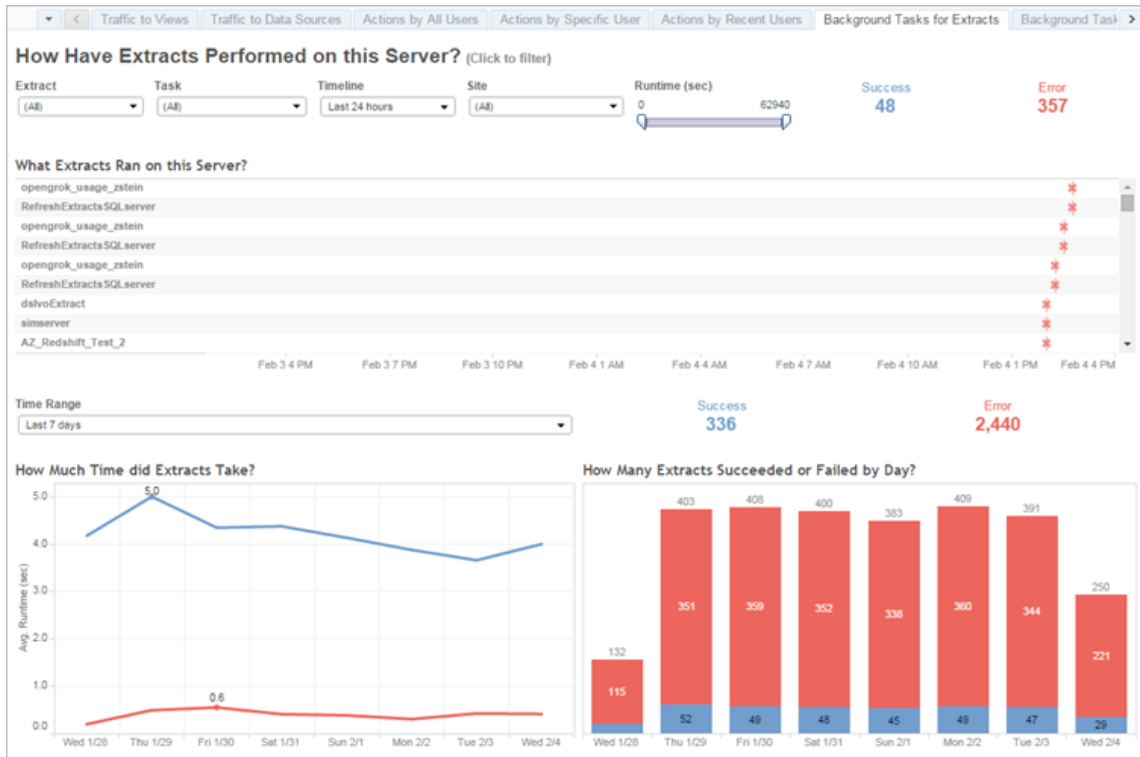 Traffic to Views Traffic to Data Sources Actions by All Users Actions by Specific User Actions by Recent Users Background Tasks for Extracts Background Task
How Have Extracts Performed on this Server? (Click to filter)
Extract Task Timeline Site Runtime (sec) Success Error
(All) (All) Last 24 hours (All) 0 62940 48 357
What Extracts Ran on this Server?
opengrok_usage_zstein
RefreshExtractsSQLserver
opengrok_usage_zstein
RefreshExtractsSQLserver
opengrok_usage_zstein
RefreshExtractsSQLserver
dslvoExtract
simserver
AZ_Redshift_Test_2
Feb 3 4 PM Feb 3 7 PM Feb 3 10 PM Feb 4 1 AM Feb 4 4 AM Feb 4 7 AM Feb 4 10 AM Feb 4 1 PM Feb 4 4 PM
Time Range Success Error
Last 7 days 336 2,440
How Much Time did Extracts Take?
5.0
4.0
3.0
2.0
1.0
0.0
Avg. Runtime (sec)
5.0
0.6
Wed 1/28 Thu 1/29 Fri 1/30 Sat 1/31 Sun 2/1 Mon 2/2 Tue 2/3 Wed 2/4
How Many Extracts Succeeded or Failed by Day?
132 403 408 400 383 409 391 250
115 351 359 352 338 360 344 221
52 49 48 45 49 47 29
Wed 1/28 Thu 1/29 Fri 1/30 Sat 1/31 Sun 2/1 Mon 2/2 Tue 2/3 Wed 2/4